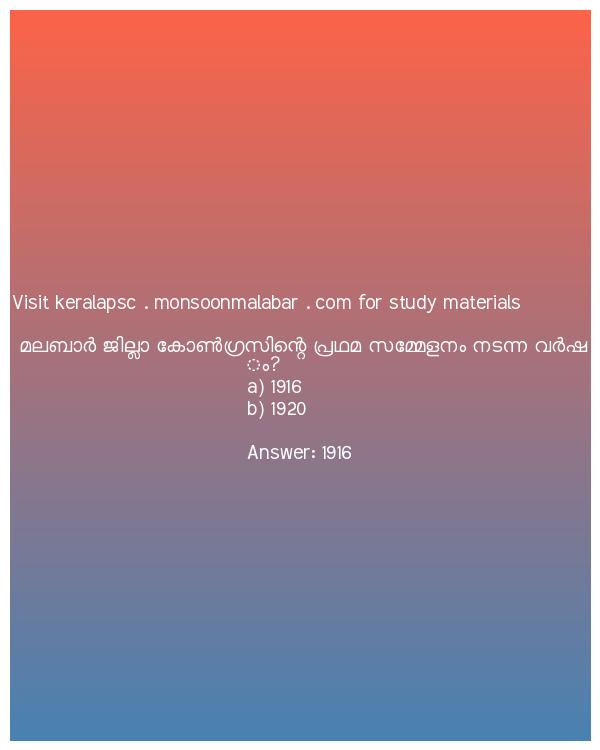 Visit keralapsc . monsoonmalabar . com for study materials
മലബാർ ജില്ലാ കോൺഗ്രസിന്റെ പ്രഥമ സമ്മേളനം നടന്ന വർഷ
ം?
a) 1916
b) 1920
Answer: 1916